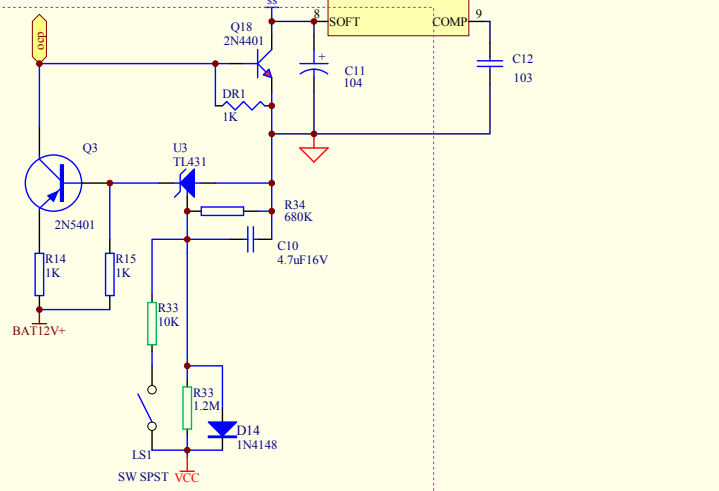 ss
8
SOFT
COMP
9
ocp
Q18
2N4401
C11
104
C12
103
DR1
1K
Q3
U3
TL431
2N5401
R34
680K
C10
4.7uF16V
R14
1K
R15
1K
BAT12V+
R33
10K
R33
1.2M
D14
1N4148
LS1
SW SPST
VCC